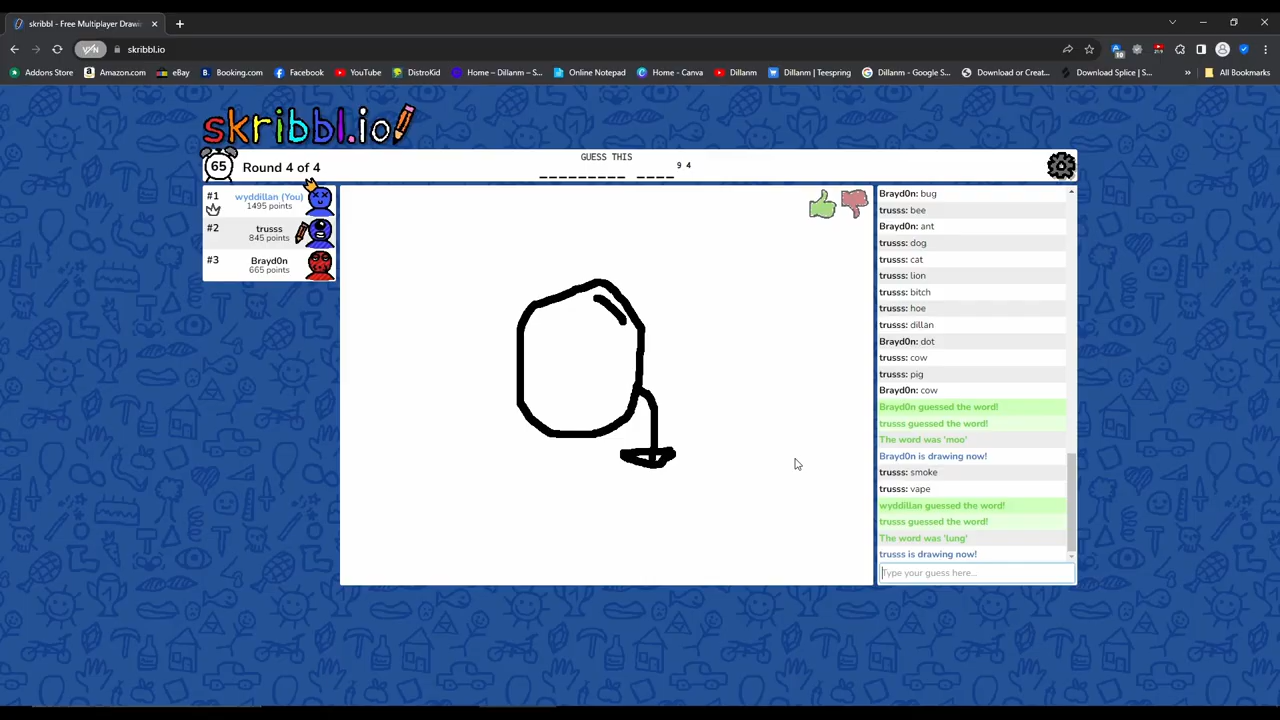 skribbl - Free Multiplayer Drawin
skribbl.io
Addons Store Amazon.com eBay Booking.com Facebook YouTube DistroKid Home – Dillanm – S... Online Notepad Home - Canva Dillanm Dillanm | Teespring Dillanm - Google S... Download or Creat... Download Splice | S... » All Bookmarks
skribbl.io
65 Round 4 of 4
GUESS THIS
_________ ____ 9 4
#1 wyddillan (You)
1495 points
#2 trusss
845 points
#3 Brayd0n
665 points
Brayd0n: bug
trusss: bee
Brayd0n: ant
trusss: dog
trusss: cat
trusss: lion
trusss: bitch
trusss: hoe
trusss: dillan
Brayd0n: dot
trusss: cow
trusss: pig
Brayd0n: cow
Brayd0n guessed the word!
trusss guessed the word!
The word was 'moo'
Brayd0n is drawing now!
trusss: smoke
trusss: vape
wyddillan guessed the word!
trusss guessed the word!
The word was 'lung'
trusss is drawing now!
Type your guess here...